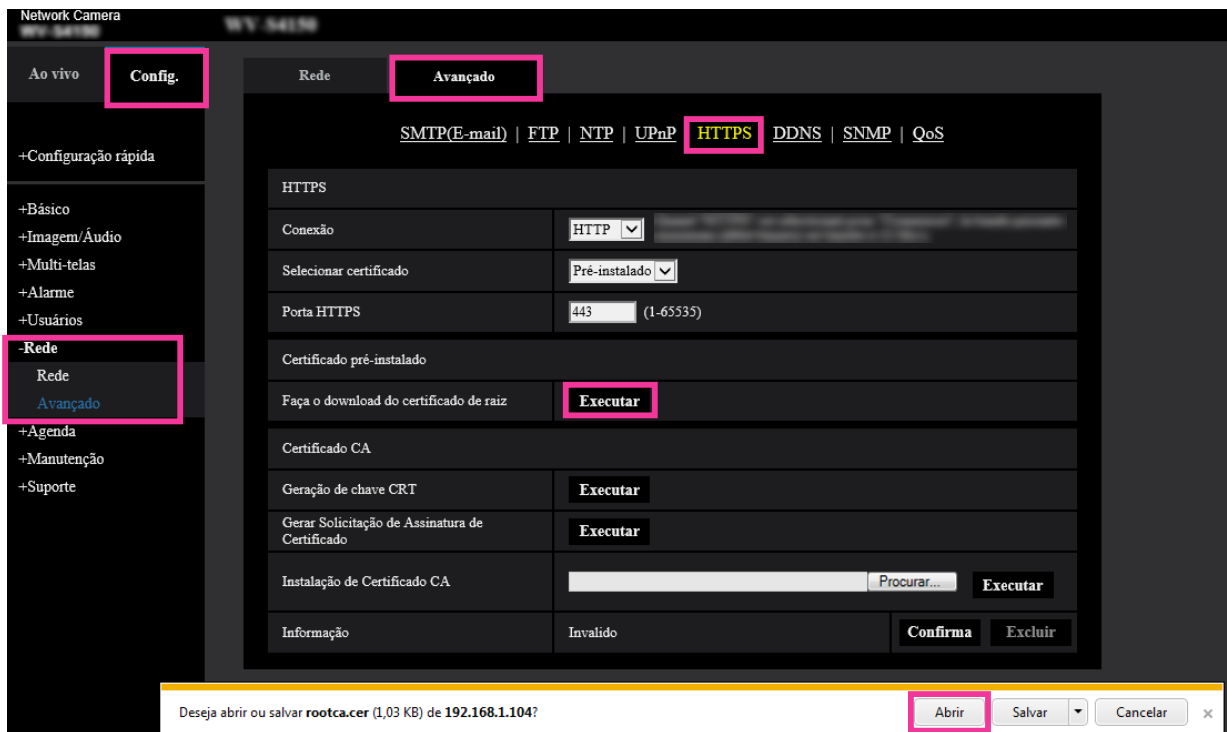 Network Camera
WV-S4150
Ao vivo
Config.
Rede
Avançado
SMTP(E-mail) | FTP | NTP | UPnP | HTTPS | DDNS | SNMP | QoS
+Configuração rápida
+Básico
+Imagem/Áudio
+Multi-telas
+Alarme
+Usuários
-Rede
Rede
Avançado
+Agenda
+Manutenção
+Suporte
HTTPS
Conexão
HTTP
Selecionar certificado
Pré-instalado
Porta HTTPS
443 (1-65535)
Certificado pré-instalado
Faça o download do certificado de raiz
Executar
Certificado CA
Geração de chave CRT
Executar
Gerar Solicitação de Assinatura de
Certificado
Executar
Instalação de Certificado CA
Procurar...
Executar
Informação
Invalido
Confirma
Excluir
Deseja abrir ou salvar rootca.cer (1,03 KB) de 192.168.1.104?
Abrir
Salvar
Cancelar